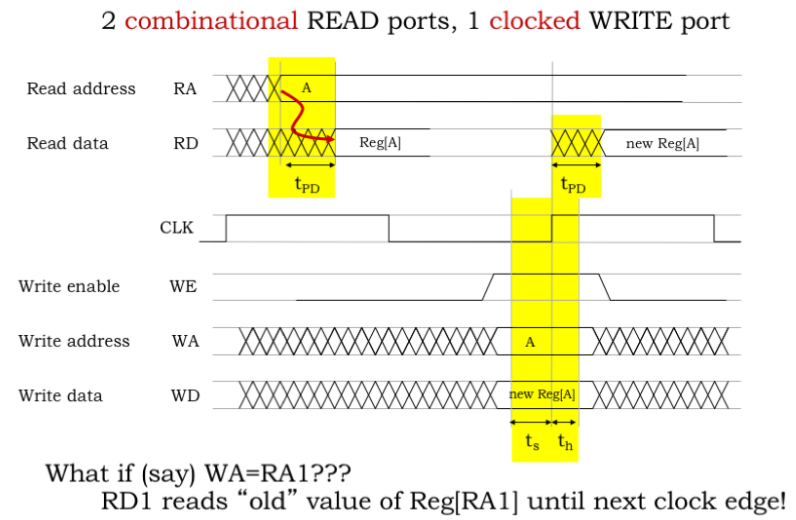 2 combinational READ ports, 1 clocked WRITE port
Read address RA A
Read data RD Reg[A] new Reg[A]
tPD tPD
CLK
Write enable WE
Write address WA A
Write data WD new Reg[A]
ts th
What if (say) WA=RA1???
RD1 reads “old” value of Reg[RA1] until next clock edge!